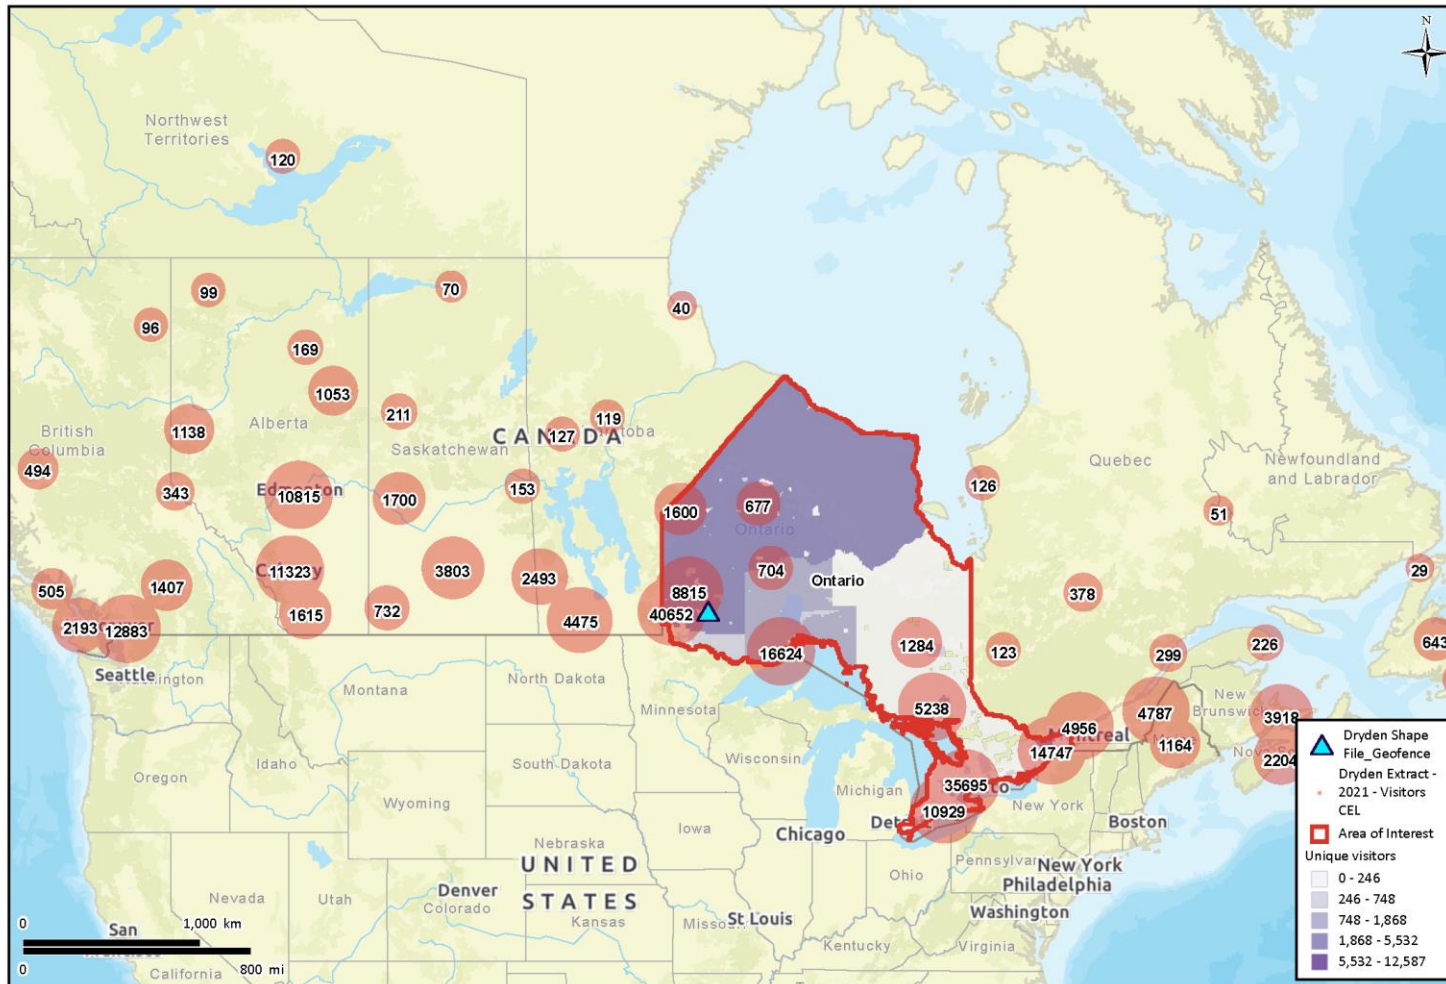 N
Northwest
Territories
120
99
70
96
40
169
1053
211
119
British
Columbia
1138
Alberta
Saskatchewan
CANADA
127
Quebec
Newfoundland
and Labrador
494
343
Edmonton
10815
1700
153
1600
677
Ontario
126
51
505
1407
11323
3803
2493
704
Ontario
8815
378
29
2193
12883
1615
732
4475
40652
16624
1284
123
299
226
643
Seattle
Montana
North Dakota
Minnesota
5238
4956
4787
New
Brunswick
3918
14747
1164
2204
Oregon
Idaho
South Dakota
Wisconsin
Michigan
35695
New York
Wyoming
10929
Chicago
Boston
Iowa
Nebraska
UNITED
STATES
Ohio
New York
Philadelphia
Nevada
Utah
Denver
Colorado
Kansas
St Louis
Washington
Kentucky
Virginia
San
California
0
1,000 km
0
800 mi
Dryden Shape
File_Geofence
Dryden Extract -
2021 - Visitors
CEL
Area of Interest
Unique visitors
0 - 246
246 - 748
748 - 1,868
1,868 - 5,532
5,532 - 12,587